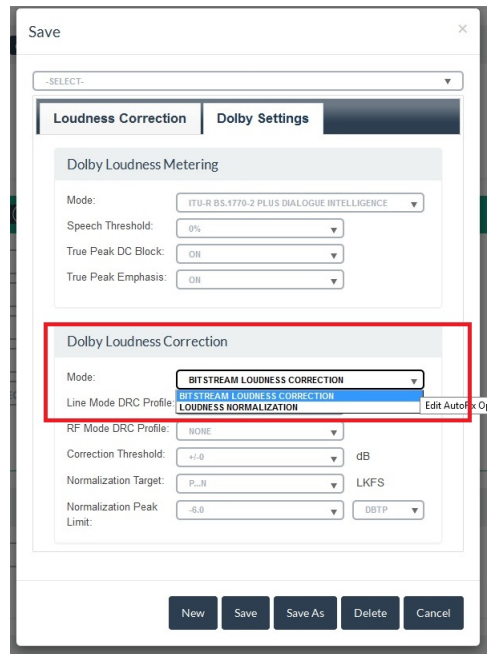 Save
×
-SELECT-
Loudness Correction
Dolby Settings
Dolby Loudness Metering
Mode: ITU-R BS.1770-2 PLUS DIALOGUE INTELLIGENCE
Speech Threshold: 0%
True Peak DC Block: ON
True Peak Emphasis: ON
Dolby Loudness Correction
Mode: BITSTREAM LOUDNESS CORRECTION
BITSTREAM LOUDNESS CORRECTION
Line Mode DRC Profile: LOUDNESS NORMALIZATION
Edit AutoFix Op
RF Mode DRC Profile: NONE
Correction Threshold: +/-0 dB
Normalization Target: P...N LKFS
Normalization Peak Limit: -6.0 DBTP
New Save Save As Delete Cancel